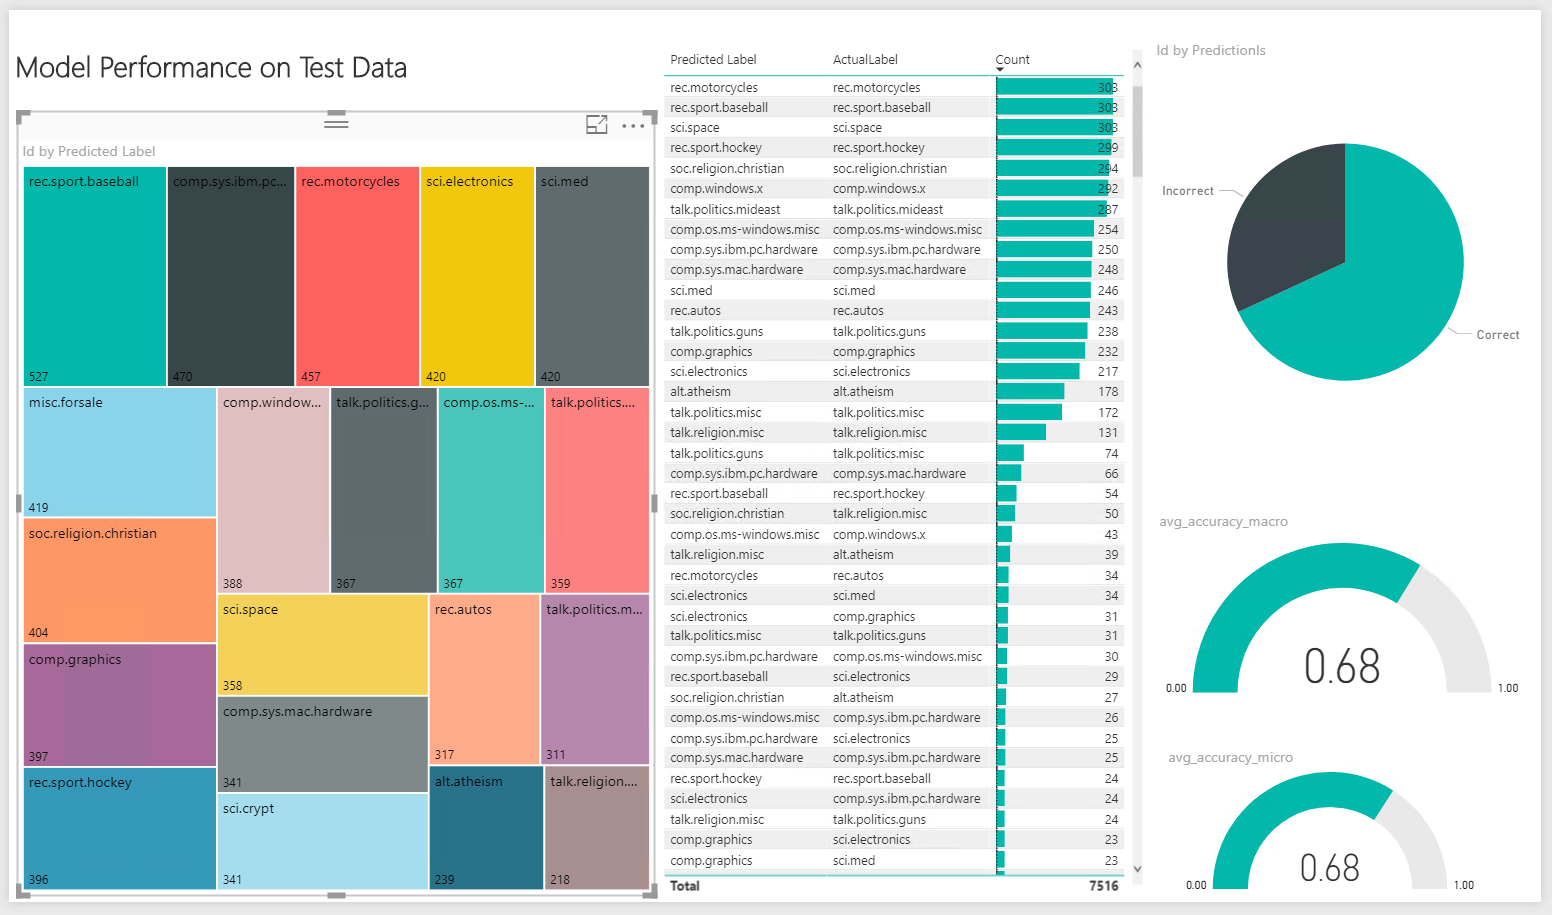 Model Performance on Test Data
Id by Predicted Label
rec.sport.baseball
527
comp.sys.ibm.pc...
470
rec.motorcycles
457
sci.electronics
420
sci.med
420
misc.forsale
419
soc.religion.christian
404
comp.graphics
397
rec.sport.hockey
396
comp.window...
388
talk.politics.g...
367
comp.os.ms-...
367
talk.politics....
359
sci.space
358
comp.sys.mac.hardware
341
sci.crypt
341
rec.autos
317
talk.politics.m...
311
alt.atheism
239
talk.religion....
218
Predicted Label ActualLabel Count
rec.motorcycles rec.motorcycles 303
rec.sport.baseball rec.sport.baseball 303
sci.space sci.space 303
rec.sport.hockey rec.sport.hockey 299
soc.religion.christian soc.religion.christian 294
comp.windows.x comp.windows.x 292
talk.politics.mideast talk.politics.mideast 287
comp.os.ms-windows.misc comp.os.ms-windows.misc 254
comp.sys.ibm.pc.hardware comp.sys.ibm.pc.hardware 250
comp.sys.mac.hardware comp.sys.mac.hardware 248
sci.med sci.med 246
rec.autos rec.autos 243
talk.politics.guns talk.politics.guns 238
comp.graphics comp.graphics 232
sci.electronics sci.electronics 217
alt.atheism alt.atheism 178
talk.politics.misc talk.politics.misc 172
talk.religion.misc talk.religion.misc 131
talk.politics.guns talk.politics.misc 74
comp.sys.ibm.pc.hardware comp.sys.mac.hardware 66
rec.sport.baseball rec.sport.hockey 54
soc.religion.christian talk.religion.misc 50
comp.os.ms-windows.misc comp.windows.x 43
talk.religion.misc alt.atheism 39
rec.motorcycles rec.autos 34
sci.electronics sci.med 34
sci.electronics comp.graphics 31
talk.politics.misc talk.politics.guns 31
comp.sys.ibm.pc.hardware comp.os.ms-windows.misc 30
rec.sport.baseball sci.electronics 29
soc.religion.christian alt.atheism 27
comp.os.ms-windows.misc comp.sys.ibm.pc.hardware 26
comp.sys.ibm.pc.hardware sci.electronics 25
comp.sys.mac.hardware comp.sys.ibm.pc.hardware 25
rec.sport.hockey rec.sport.baseball 24
sci.electronics comp.sys.ibm.pc.hardware 24
talk.religion.misc talk.politics.guns 24
comp.graphics sci.electronics 23
comp.graphics sci.med 23
Total 7516
Id by PredictionIs
Incorrect
Correct
avg_accuracy_macro
0.68
0.00 1.00
avg_accuracy_micro
0.68
0.00 1.00